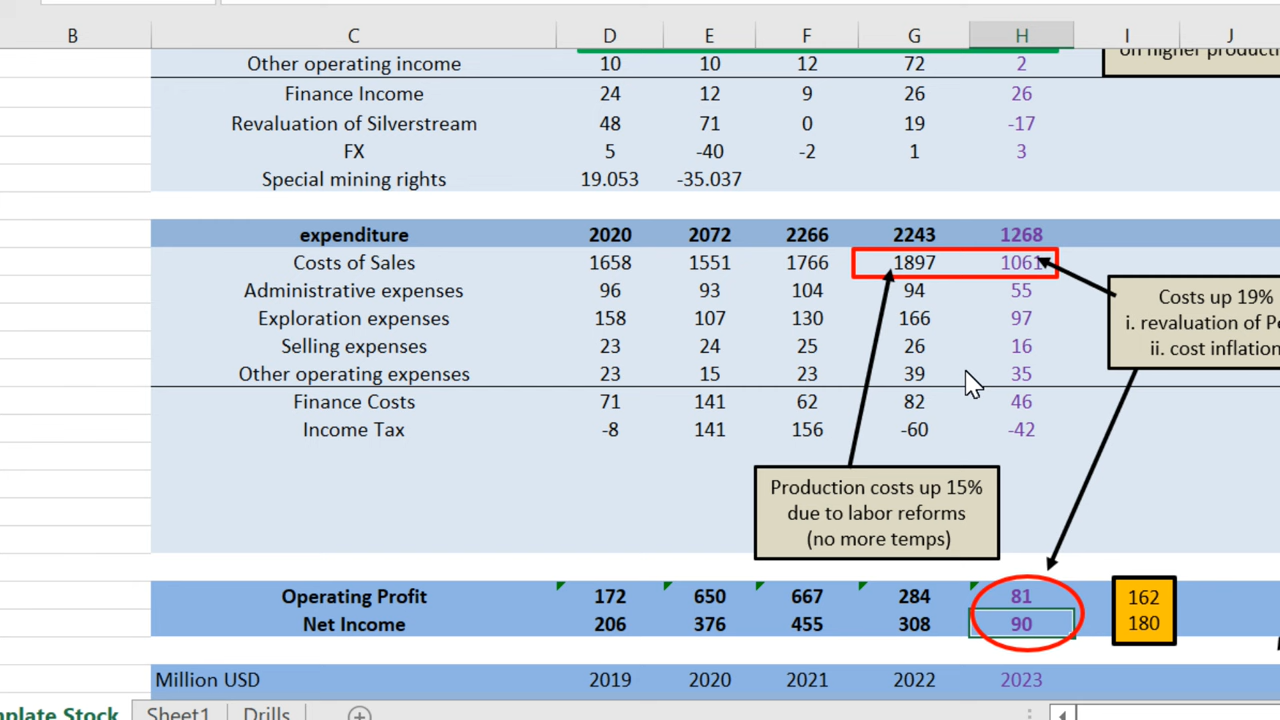 B C D E F G H I J
Other operating income 10 10 12 72 2
on higher producti
Finance Income 24 12 9 26 26
Revaluation of Silverstream 48 71 0 19 -17
FX 5 -40 -2 1 3
Special mining rights 19.053 -35.037
expenditure 2020 2072 2266 2243 1268
Costs of Sales 1658 1551 1766 1897 1061
Administrative expenses 96 93 104 94 55
Exploration expenses 158 107 130 166 97
Selling expenses 23 24 25 26 16
Other operating expenses 23 15 23 39 35
Finance Costs 71 141 62 82 46
Income Tax -8 141 156 -60 -42
Costs up 19%
i. revaluation of Pe
ii. cost inflation
Production costs up 15%
due to labor reforms
(no more temps)
Operating Profit 172 650 667 284 81 162
Net Income 206 376 455 308 90 180
Million USD 2019 2020 2021 2022 2023
nplate Stock Sheet1 Drills